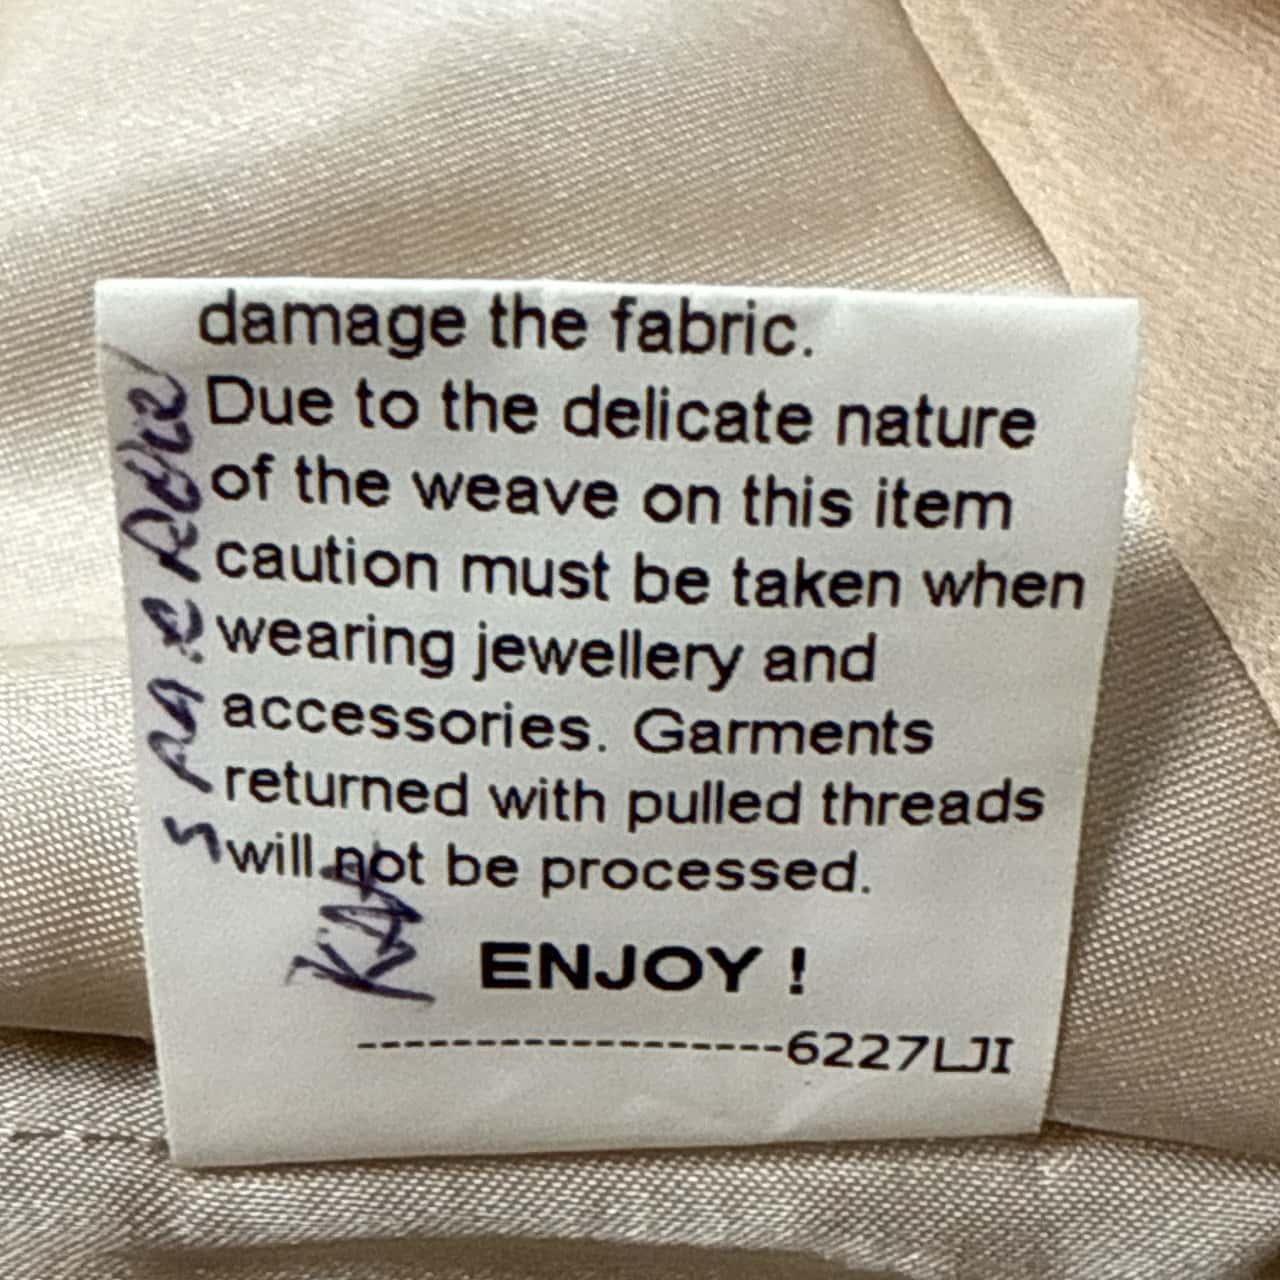 damage the fabric.
Due to the delicate nature
of the weave on this item
caution must be taken when
wearing jewellery and
accessories. Garments
returned with pulled threads
will not be processed.
ENJOY !
-------------------6227LJI